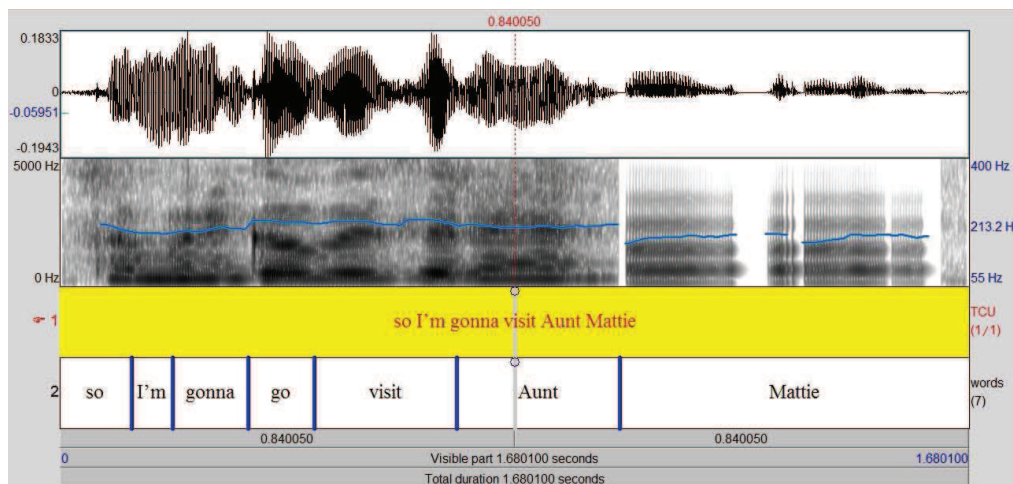 0.840050
0.1833
0
-0.05951
-0.1943
5000 Hz
400 Hz
213.2 H
0 Hz
55 Hz
1
so I'm gonna visit Aunt Mattie
TCU
(1/1)
2
so I'm gonna go visit Aunt Mattie
words
(7)
0.840050 0.840050
0 Visible part 1.680100 seconds 1.680100
Total duration 1.680100 seconds